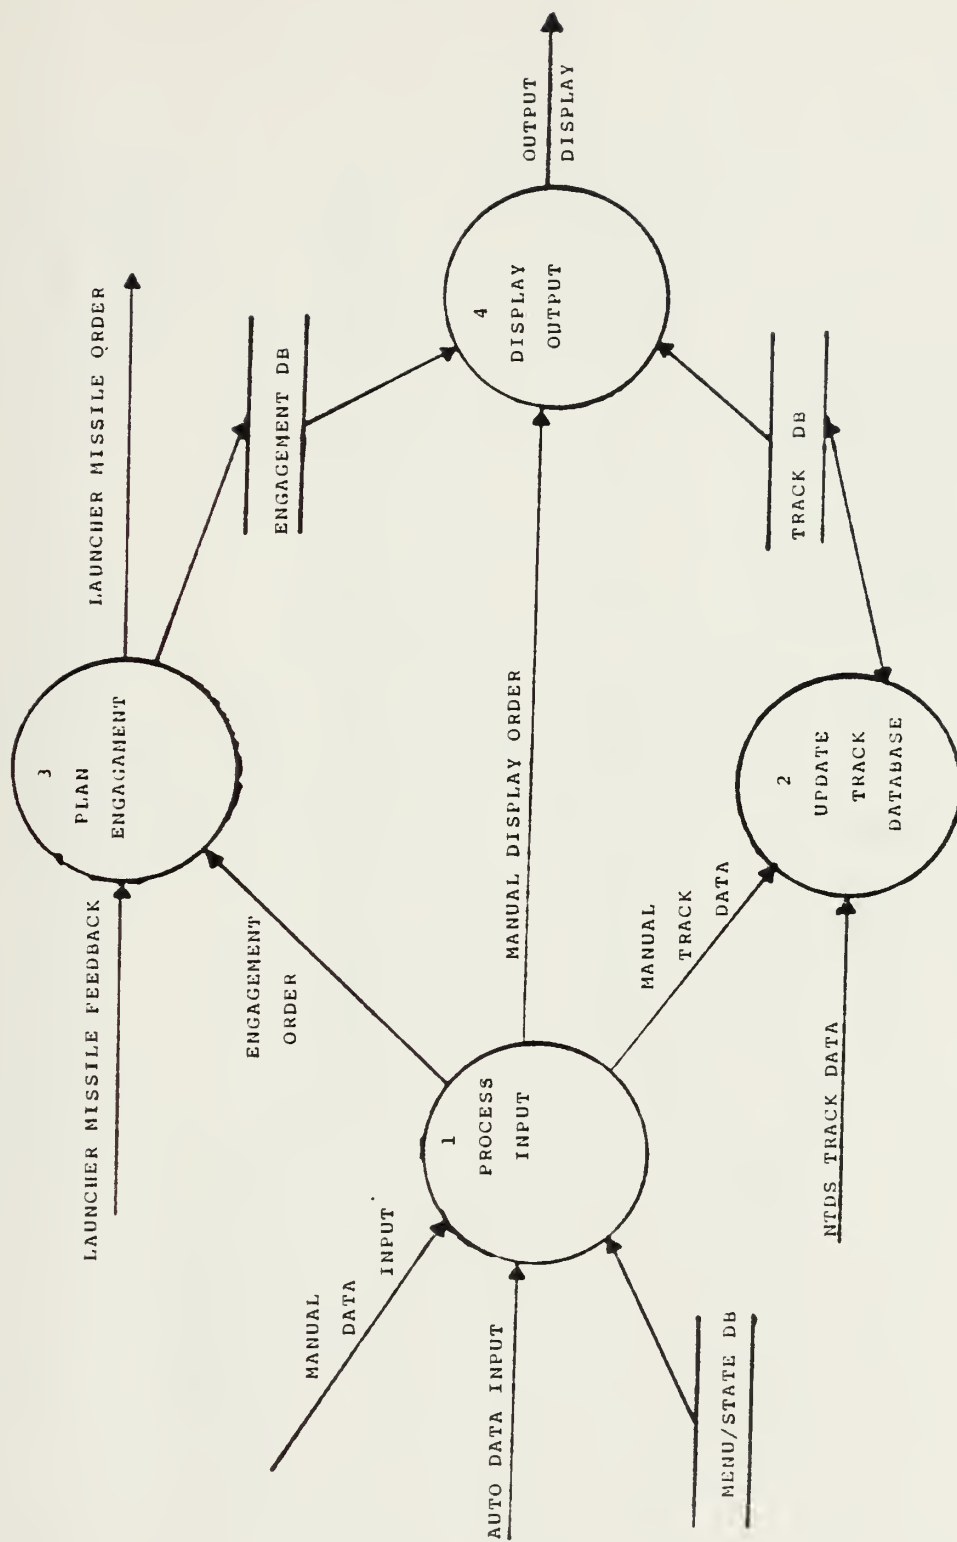 LAUNCHER MISSILE FEEDBACK
3
PLAN
ENGAGAMENT
LAUNCHER MISSILE ORDER
ENGAGEMENT
ORDER
ENGAGEMENT DB
MANUAL
DATA
INPUT
AUTO DATA INPUT
1
PROCESS
INPUT
MANUAL DISPLAY ORDER
4
DISPLAY
OUTPUT
OUTPUT
DISPLAY
MENU/STATE DB
MANUAL
TRACK
DATA
NTDS TRACK DATA
2
UPDATE
TRACK
DATABASE
TRACK DB